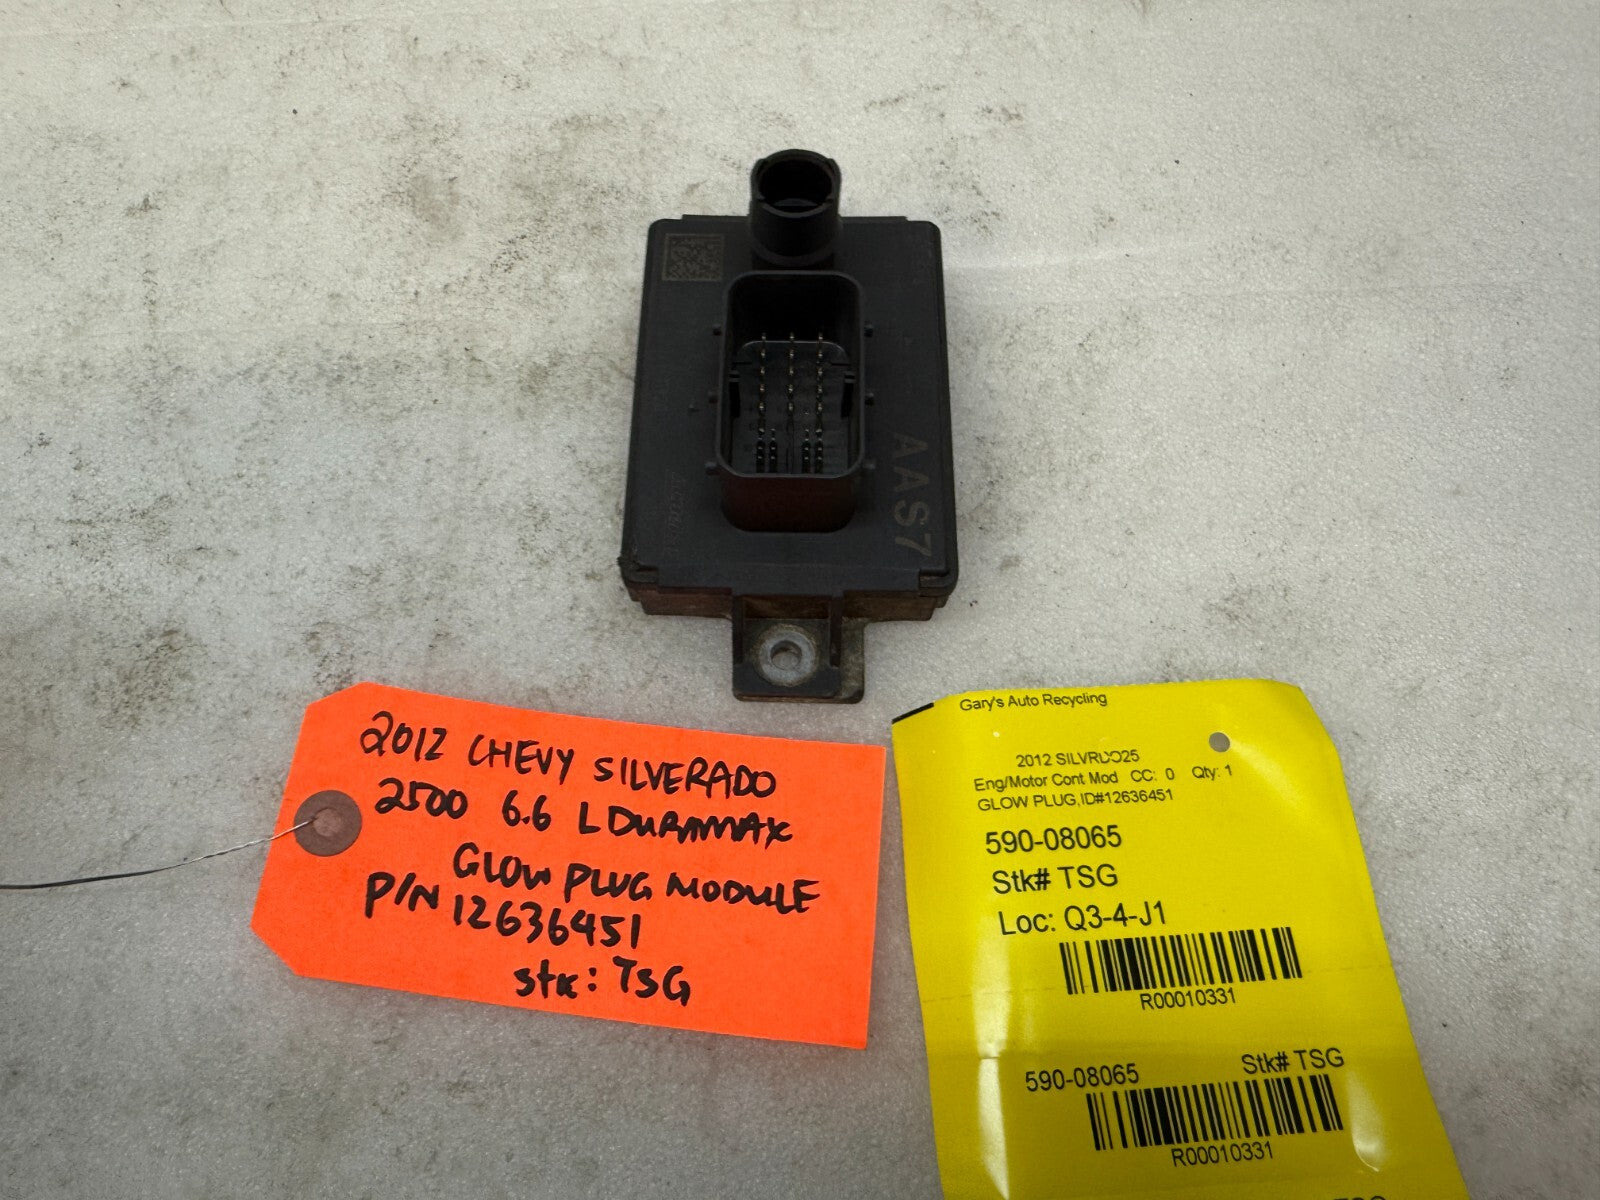 AAS7
2012 CHEVY SILVERADO
2500 6.6 L DURAMAX
GLOW PLUG MODULE
P/N 12636451
stk: TSG
Gary's Auto Recycling
2012 SILVRDO25
Eng/Motor Cont Mod CC: 0 Qty: 1
GLOW PLUG,ID#12636451
590-08065
Stk# TSG
Loc: Q3-4-J1
R00010331
590-08065 Stk# TSG
R00010331